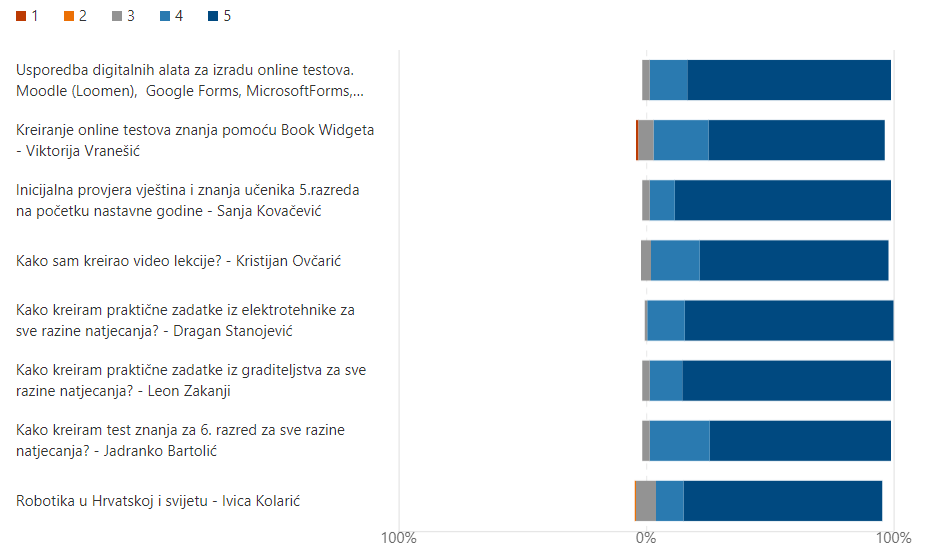 1 2 3 4 5
Usporedba digitalnih alata za izradu online testova.
Moodle (Loomen),  Google Forms, MicrosoftForms,...
Kreiranje online testova znanja pomoću Book Widgeta
- Viktorija Vranešić
Inicijalna provjera vještina i znanja učenika 5.razreda
na početku nastavne godine - Sanja Kovačević
Kako sam kreirao video lekcije? - Kristijan Ovčarić
Kako kreiram praktične zadatke iz elektrotehnike za
sve razine natjecanja? - Dragan Stanojević
Kako kreiram praktične zadatke iz graditeljstva za sve
razine natjecanja? - Leon Zakanji
Kako kreiram test znanja za 6. razred za sve razine
natjecanja? - Jadranko Bartolić
Robotika u Hrvatskoj i svijetu - Ivica Kolarić
100% 0% 100%